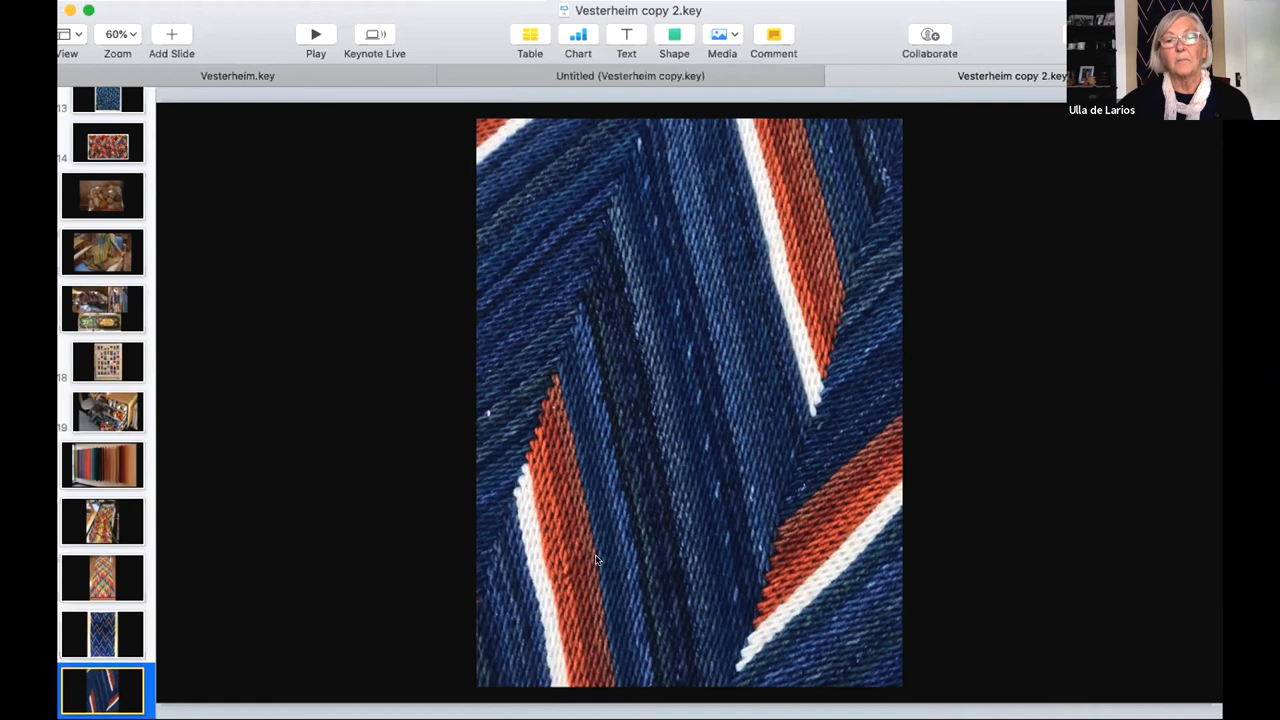 Vesterheim copy 2.key
View
60%
Zoom
Add Slide
Play
Keynote Live
Table
Chart
Text
Shape
Media
Comment
Collaborate
Vesterheim.key
Untitled (Vesterheim copy.key)
Vesterheim copy 2.key
Ulla de Larios
13
14
18
19